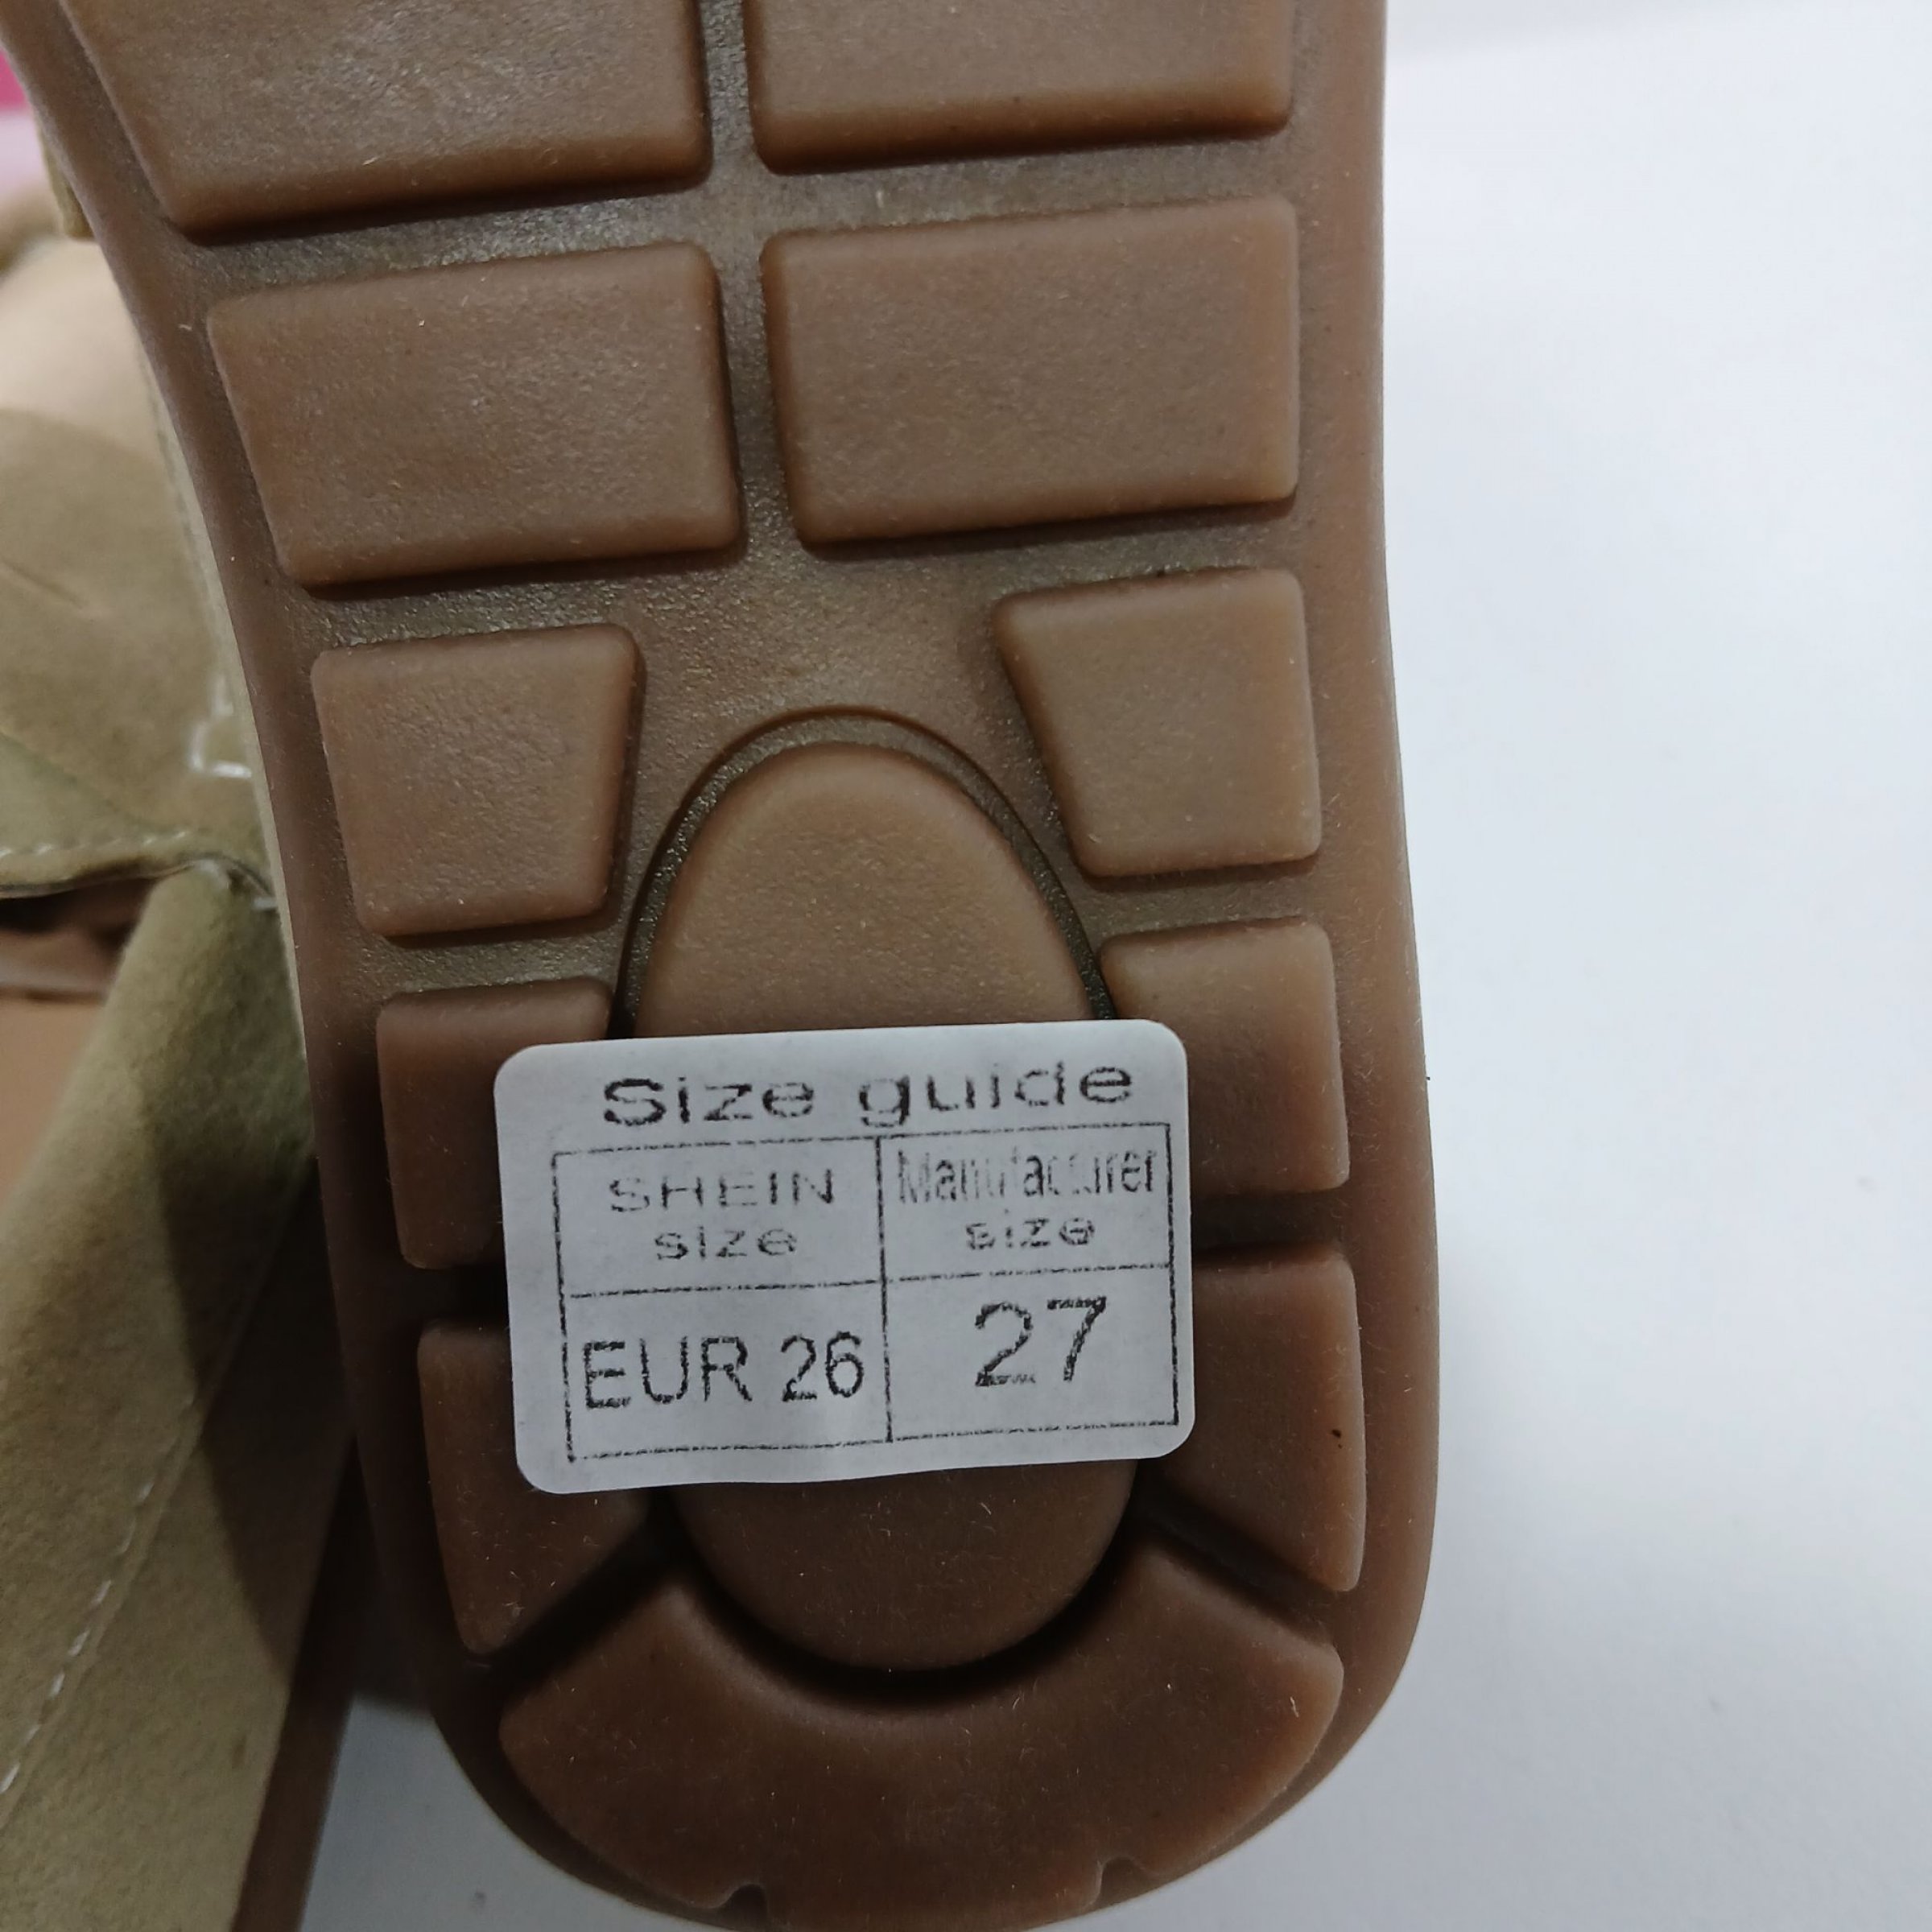 Size guide
SHEIN size
Manufacturer size
EUR 26
27